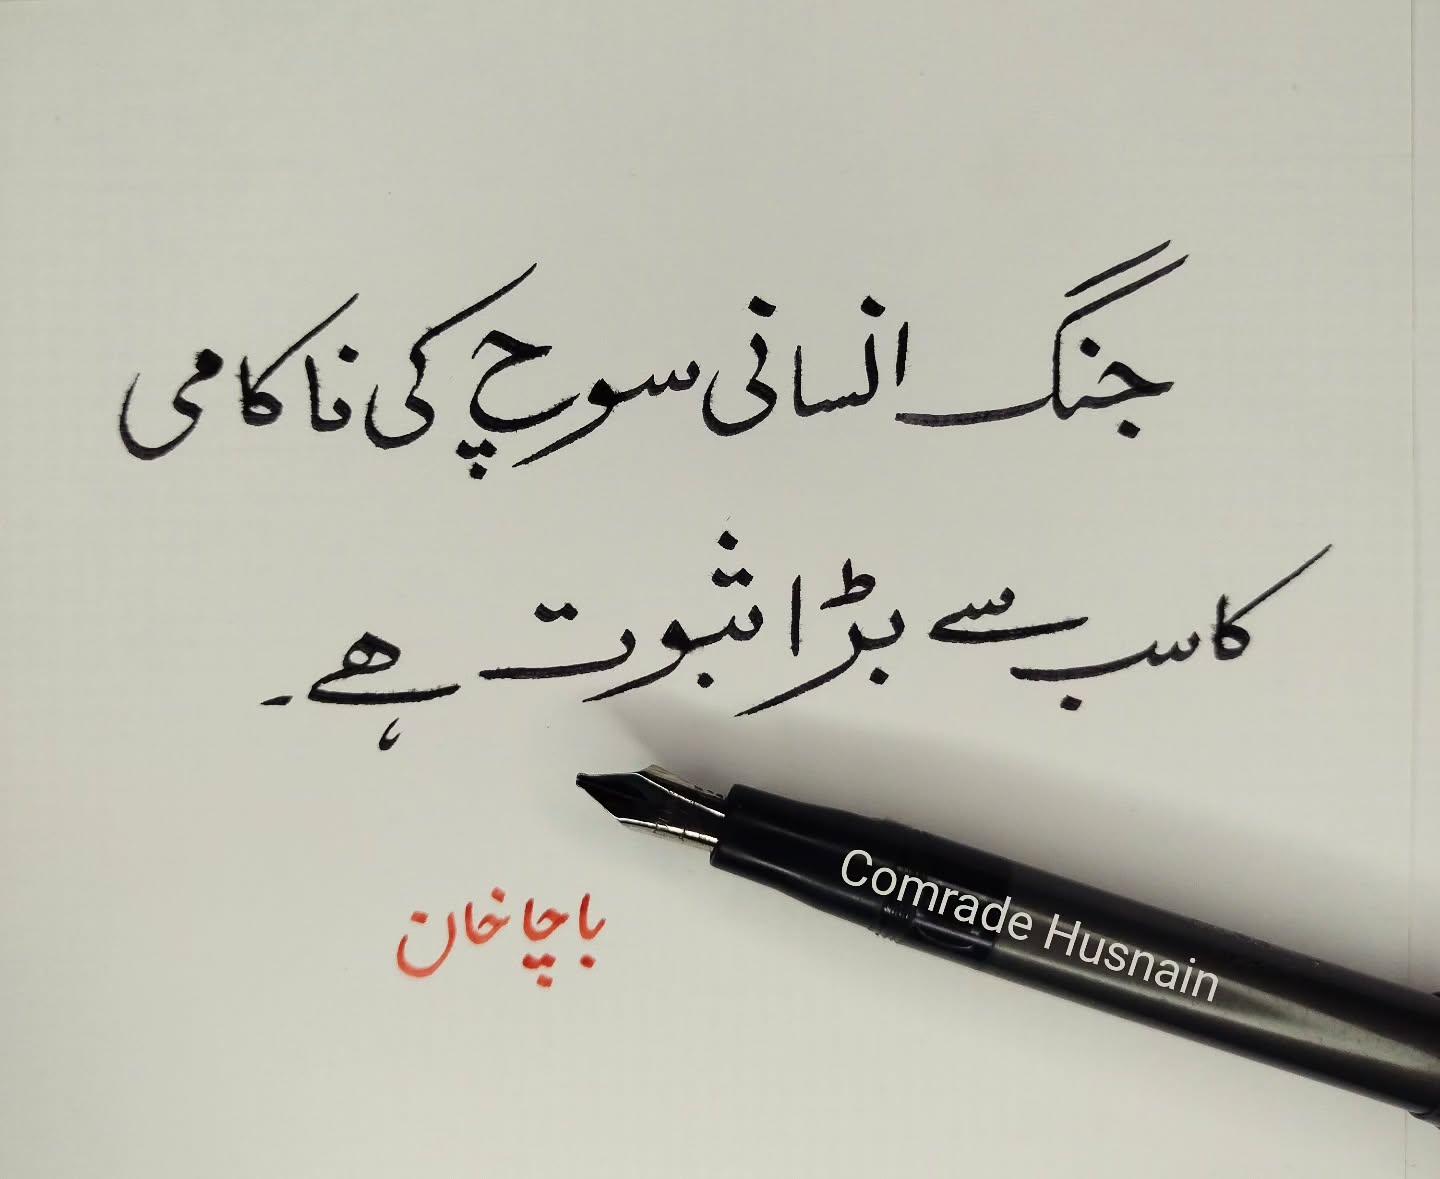 جنگ انسانی سوچ کی ناکامی
کا سب سے بڑا ثبوت ہے۔
باچا خان
Comrade Husnain